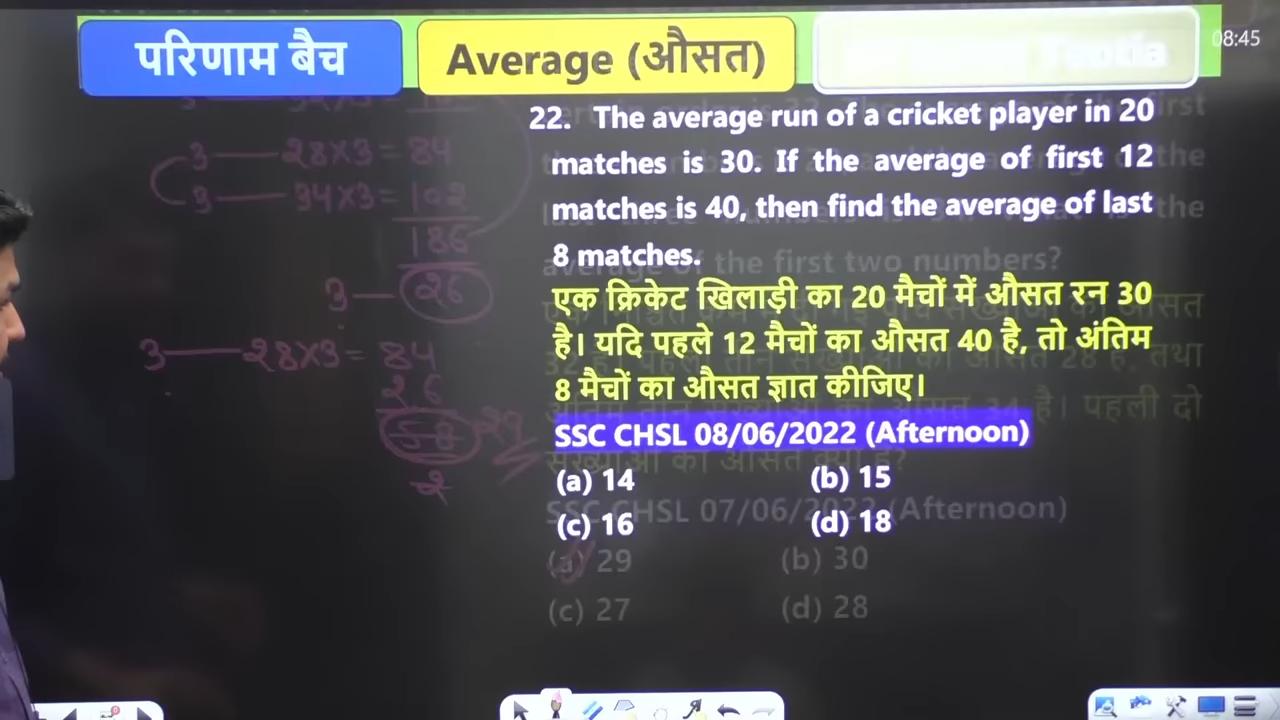 परिणाम बैच
Average (औसत)
08:45
22. The average run of a cricket player in 20
matches is 30. If the average of first 12
matches is 40, then find the average of last
8 matches.
एक क्रिकेट खिलाड़ी का 20 मैचों में औसत रन 30
है। यदि पहले 12 मैचों का औसत 40 है, तो अंतिम
8 मैचों का औसत ज्ञात कीजिए।
SSC CHSL 08/06/2022 (Afternoon)
(a) 14 (b) 15
(c) 16 (d) 18
3 — 28×3 = 84
3 — 34×3 = 102
186
3 — 26
3 — 28×3 = 84
26
58 29
2
the first two numbers?
SSC CHSL 07/06/2022 (Afternoon)
(a) 29 (b) 30
(c) 27 (d) 28